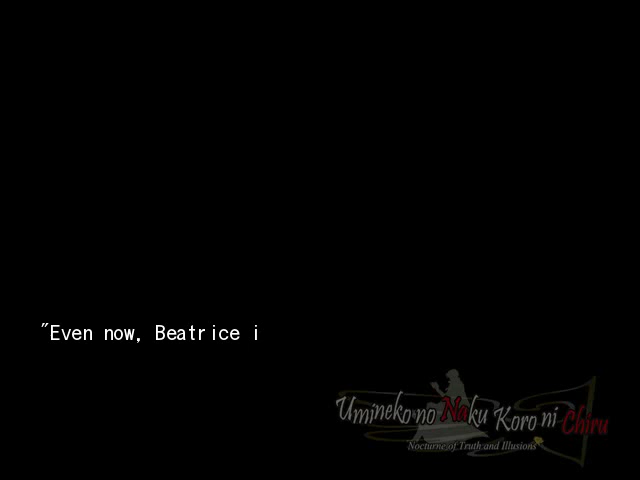 "Even now, Beatrice i
Umineko no Naku Koro ni Chiru
Nocturne of Truth and Illusions